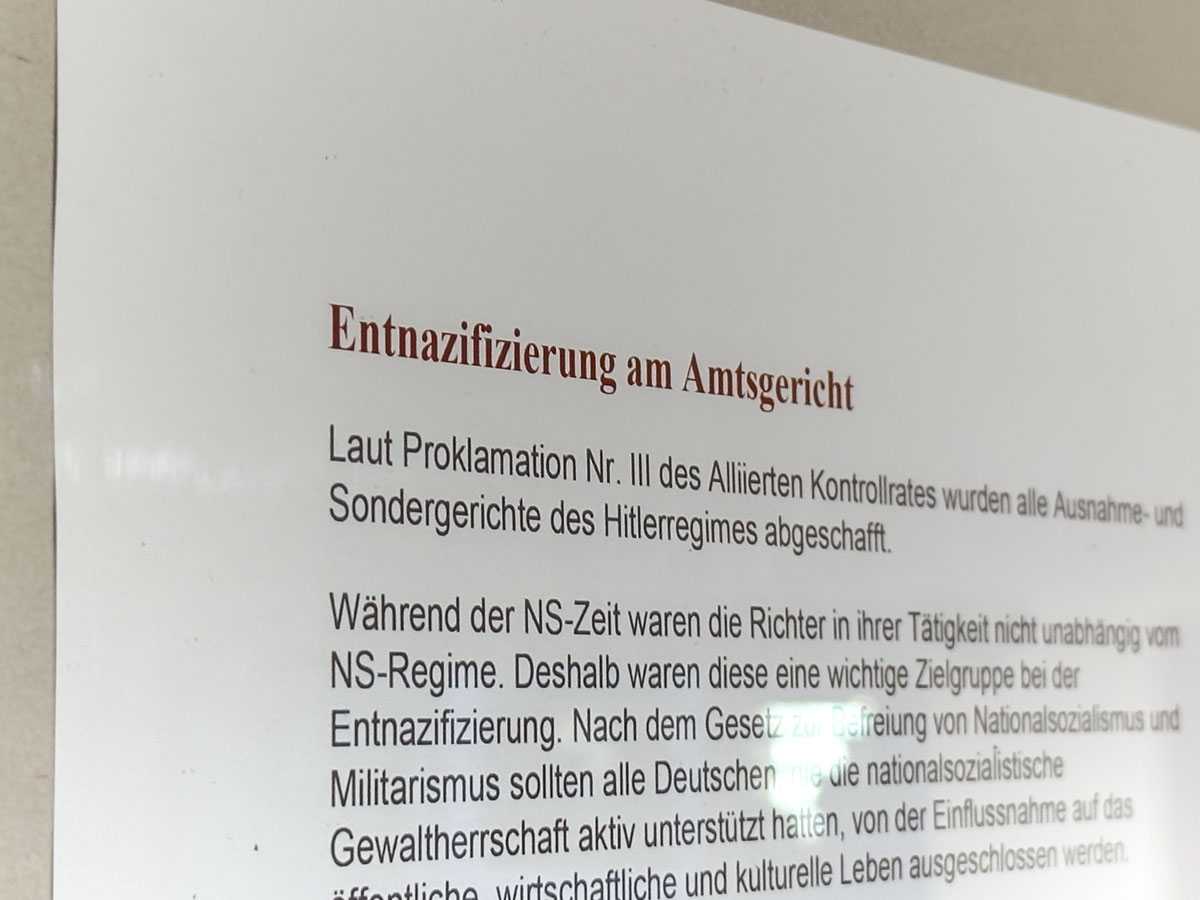 Entnazifizierung am Amtsgericht
Laut Proklamation Nr. III des Alliierten Kontrollrates wurden alle Ausnahme- und
Sondergerichte des Hitlerregimes abgeschafft.
Während der NS-Zeit waren die Richter in ihrer Tätigkeit nicht unabhängig vom
NS-Regime. Deshalb waren diese eine wichtige Zielgruppe bei der
Entnazifizierung. Nach dem Gesetz zur Befreiung von Nationalsozialismus und
Militarismus sollten alle Deutschen, die die nationalsozialistische
Gewaltherrschaft aktiv unterstützt hatten, von der Einflussnahme auf das
öffentliche, wirtschaftliche und kulturelle Leben ausgeschlossen werden.